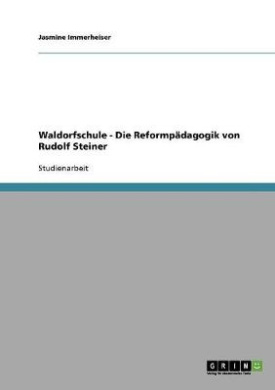 Jasmine Immerheiser
Waldorfschule - Die Reformpädagogik von
Rudolf Steiner
Studienarbeit
GRIN